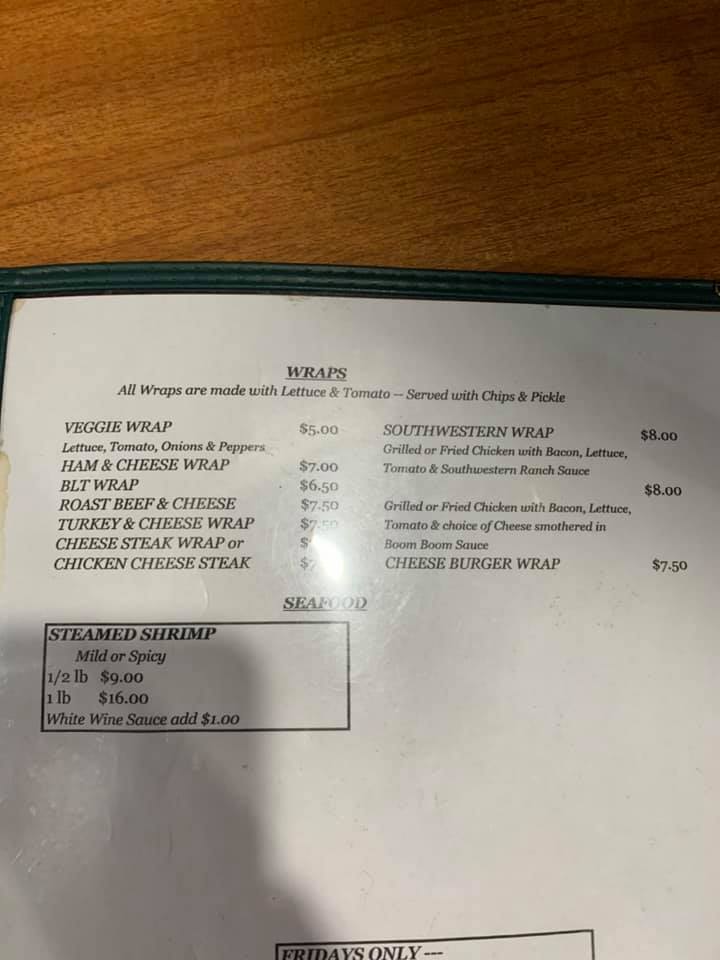 WRAPS
All Wraps are made with Lettuce & Tomato -- Served with Chips & Pickle
VEGGIE WRAP $5.00
Lettuce, Tomato, Onions & Peppers
HAM & CHEESE WRAP $7.00
BLT WRAP $6.50
ROAST BEEF & CHEESE $7.50
TURKEY & CHEESE WRAP $7.50
CHEESE STEAK WRAP or
CHICKEN CHEESE STEAK
SOUTHWESTERN WRAP $8.00
Grilled or Fried Chicken with Bacon, Lettuce,
Tomato & Southwestern Ranch Sauce
$8.00
Grilled or Fried Chicken with Bacon, Lettuce,
Tomato & choice of Cheese smothered in
Boom Boom Sauce
CHEESE BURGER WRAP $7.50
SEAFOOD
STEAMED SHRIMP
Mild or Spicy
1/2 lb $9.00
1 lb $16.00
White Wine Sauce add $1.00
FRIDAYS ONLY ---